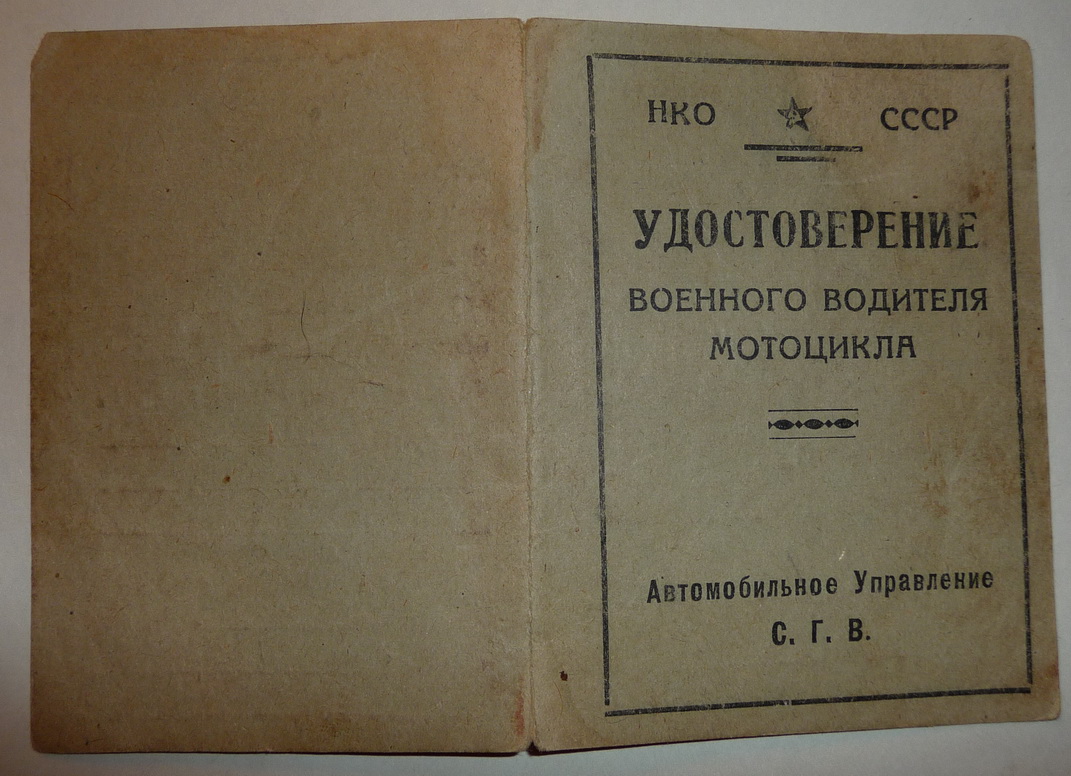 НКО СССР
УДОСТОВЕРЕНИЕ
ВОЕННОГО ВОДИТЕЛЯ
МОТОЦИКЛА
Автомобильное Управление
С. Г. В.